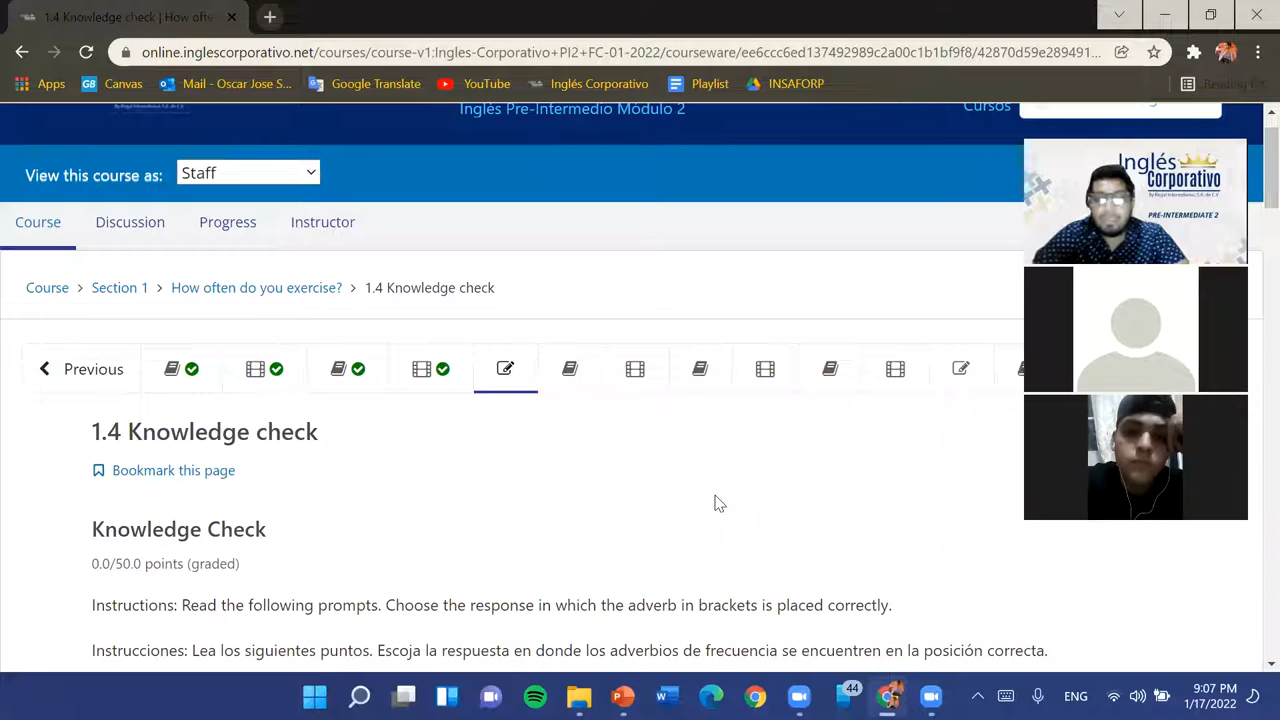 1.4 Knowledge check | How ofte
online.inglescorporativo.net/courses/course-v1:Ingles-Corporativo+PI2+FC-01-2022/courseware/ee6ccc6ed137492989c2a00c1b1bf9f8/42870d59e289491...
Apps
Canvas
Mail - Oscar Jose S...
Google Translate
YouTube
Inglés Corporativo
Playlist
INSAFORP
Reading
Inglés Pre-Intermedio Módulo 2
Cursos
View this course as:
Staff
Inglés
Corporativo
PRE-INTERMEDIATE 2
Course
Discussion
Progress
Instructor
Course > Section 1 > How often do you exercise? > 1.4 Knowledge check
Previous
1.4 Knowledge check
Bookmark this page
Knowledge Check
0.0/50.0 points (graded)
Instructions: Read the following prompts. Choose the response in which the adverb in brackets is placed correctly.
Instrucciones: Lea los siguientes puntos. Escoja la respuesta en donde los adverbios de frecuencia se encuentren en la posición correcta.
44
ENG
9:07 PM
1/17/2022